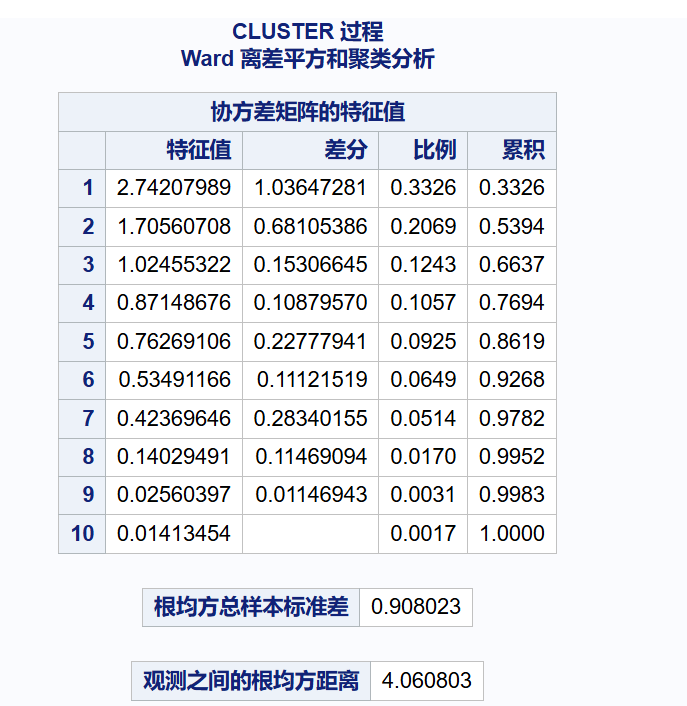 CLUSTER 过程
Ward 离差平方和聚类分析
协方差矩阵的特征值
特征值 差分 比例 累积
1 2.74207989 1.03647281 0.3326 0.3326
2 1.70560708 0.68105386 0.2069 0.5394
3 1.02455322 0.15306645 0.1243 0.6637
4 0.87148676 0.10879570 0.1057 0.7694
5 0.76269106 0.22777941 0.0925 0.8619
6 0.53491166 0.11121519 0.0649 0.9268
7 0.42369646 0.28340155 0.0514 0.9782
8 0.14029491 0.11469094 0.0170 0.9952
9 0.02560397 0.01146943 0.0031 0.9983
10 0.01413454 0.0017 1.0000
根均方总样本标准差 0.908023
观测之间的根均方距离 4.060803